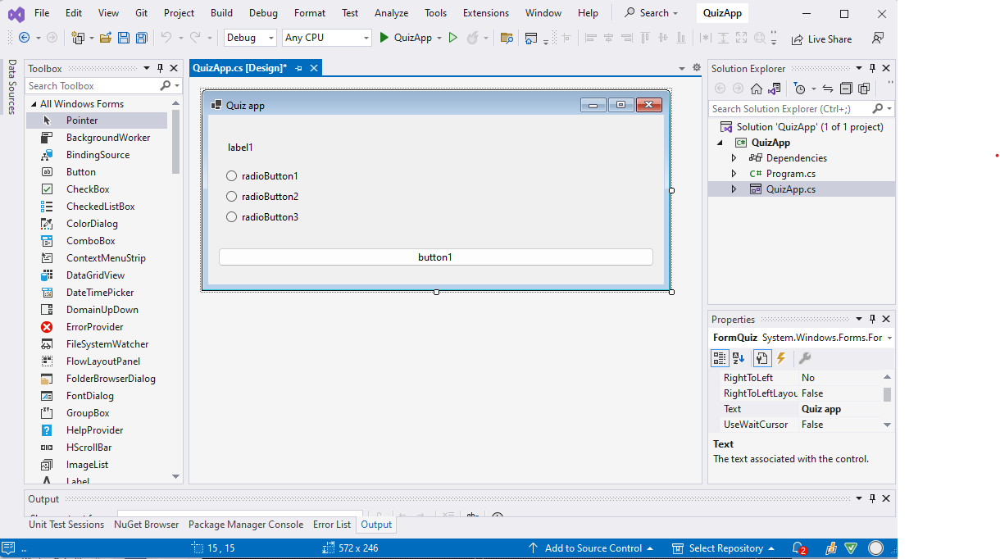 File Edit View Git Project Build Debug Format Test Analyze Tools Extensions Window Help Search QuizApp
Debug Any CPU QuizApp Live Share
Data Sources
Toolbox
Search Toolbox
All Windows Forms
Pointer
BackgroundWorker
BindingSource
Button
CheckBox
CheckedListBox
ColorDialog
ComboBox
ContextMenuStrip
DataGridView
DateTimePicker
DomainUpDown
ErrorProvider
FileSystemWatcher
FlowLayoutPanel
FolderBrowserDialog
FontDialog
GroupBox
HelpProvider
HScrollBar
ImageList
Label
QuizApp.cs [Design]*
Quiz app
label1
radioButton1
radioButton2
radioButton3
button1
Solution Explorer
Search Solution Explorer (Ctrl+;)
Solution 'QuizApp' (1 of 1 project)
C# QuizApp
Dependencies
C# Program.cs
QuizApp.cs
Properties
FormQuiz System.Windows.Forms.For
RightToLeft No
RightToLeftLayou False
Text Quiz app
UseWaitCursor False
Text
The text associated with the control.
Output
Unit Test Sessions NuGet Browser Package Manager Console Error List Output
.. 15 , 15 572 x 246 Add to Source Control Select Repository 2